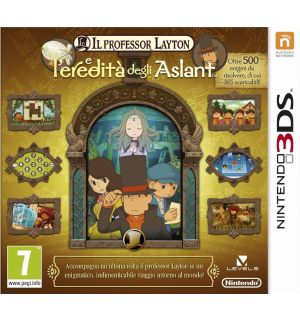 IL PROFESSOR LAYTON
e l'eredità degli Aslant
Oltre 500
enigmi da
risolvere, di cui
365 scaricabili!
NINTENDO NETWORK
NINTENDO 3DS
7
www.pegi.info
Accompagna un'ultima volta il professor Layton in un
enigmatico, indimenticabile viaggio intorno al mondo!
LEVEL5
Nintendo